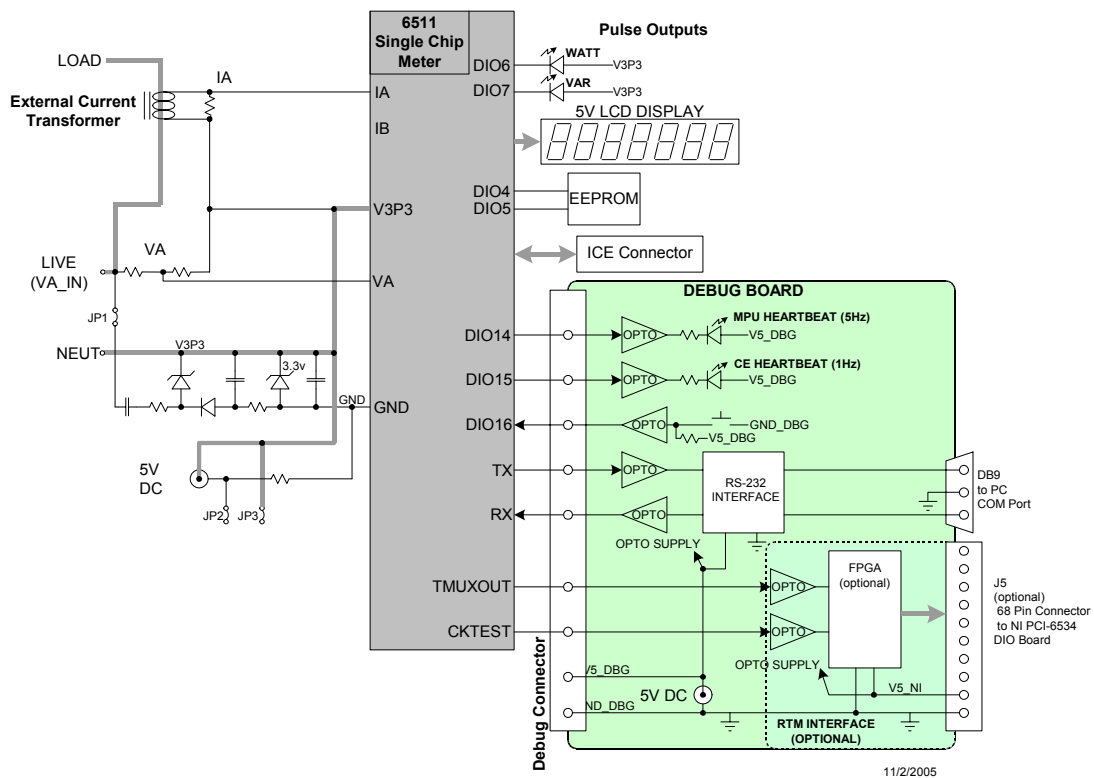 6511
Single Chip
Meter
Pulse Outputs
LOAD
IA
External Current
Transformer
IA
IB
DIO6
WATT
V3P3
DIO7
VAR
V3P3
5V LCD DISPLAY
DIO4
DIO5
EEPROM
V3P3
ICE Connector
VA
LIVE
(VA_IN)
VA
JP1
NEUT
V3P3
3.3v
GND
GND
5V
DC
JP2
JP3
DEBUG BOARD
DIO14
OPTO
MPU HEARTBEAT (5Hz)
V5_DBG
DIO15
OPTO
CE HEARTBEAT (1Hz)
V5_DBG
DIO16
OPTO
GND_DBG
V5_DBG
TX
OPTO
RS-232
INTERFACE
DB9
to PC
COM Port
RX
OPTO
OPTO SUPPLY
TMUXOUT
OPTO
FPGA
(optional)
J5
(optional)
68 Pin Connector
to NI PCI-6534
DIO Board
CKTEST
OPTO
OPTO SUPPLY
V5_DBG
5V DC
V5_NI
ND_DBG
RTM INTERFACE
(OPTIONAL)
Debug Connector
11/2/2005